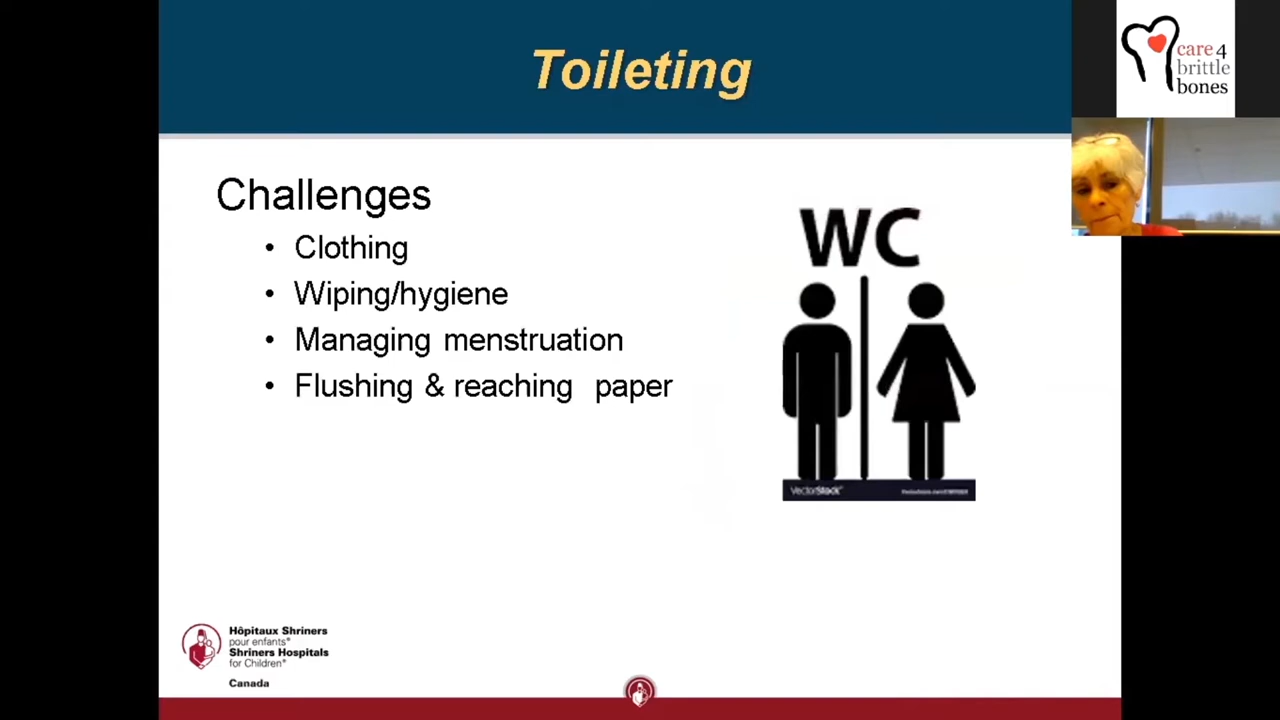 Toileting
care 4
brittle
bones
Challenges
• Clothing
• Wiping/hygiene
• Managing menstruation
• Flushing & reaching paper
WC
VectorStock
Hôpitaux Shriners
pour enfants®
Shriners Hospitals
for Children®
Canada